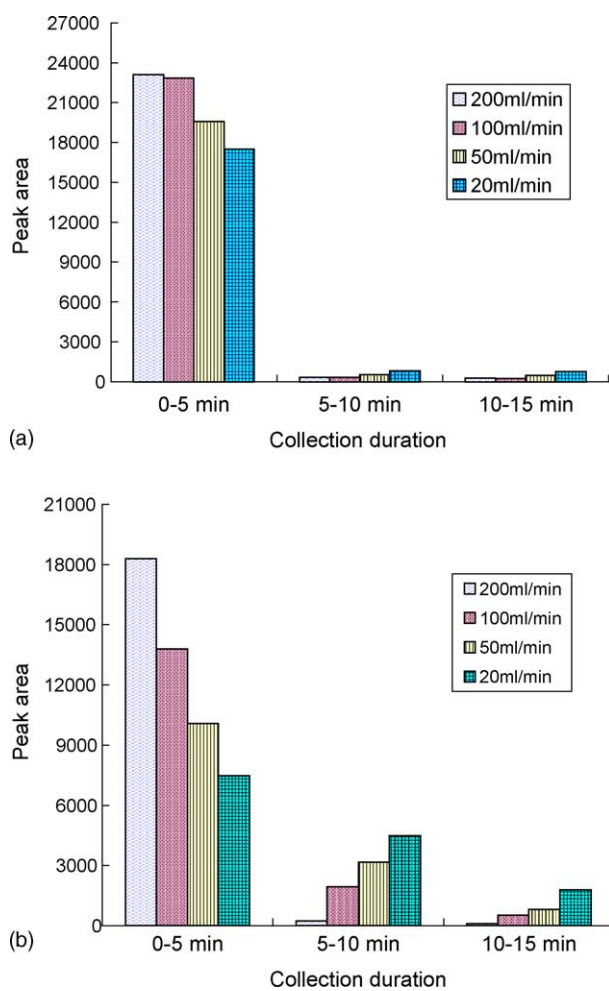 27000
24000
21000
18000
15000
12000
9000
6000
3000
0
Peak area
200ml/min
100ml/min
50ml/min
20ml/min
0-5 min 5-10 min 10-15 min
(a)
Collection duration
21000
18000
15000
12000
9000
6000
3000
0
Peak area
200ml/min
100ml/min
50ml/min
20ml/min
(b)
0-5 min 5-10 min 10-15 min
Collection duration